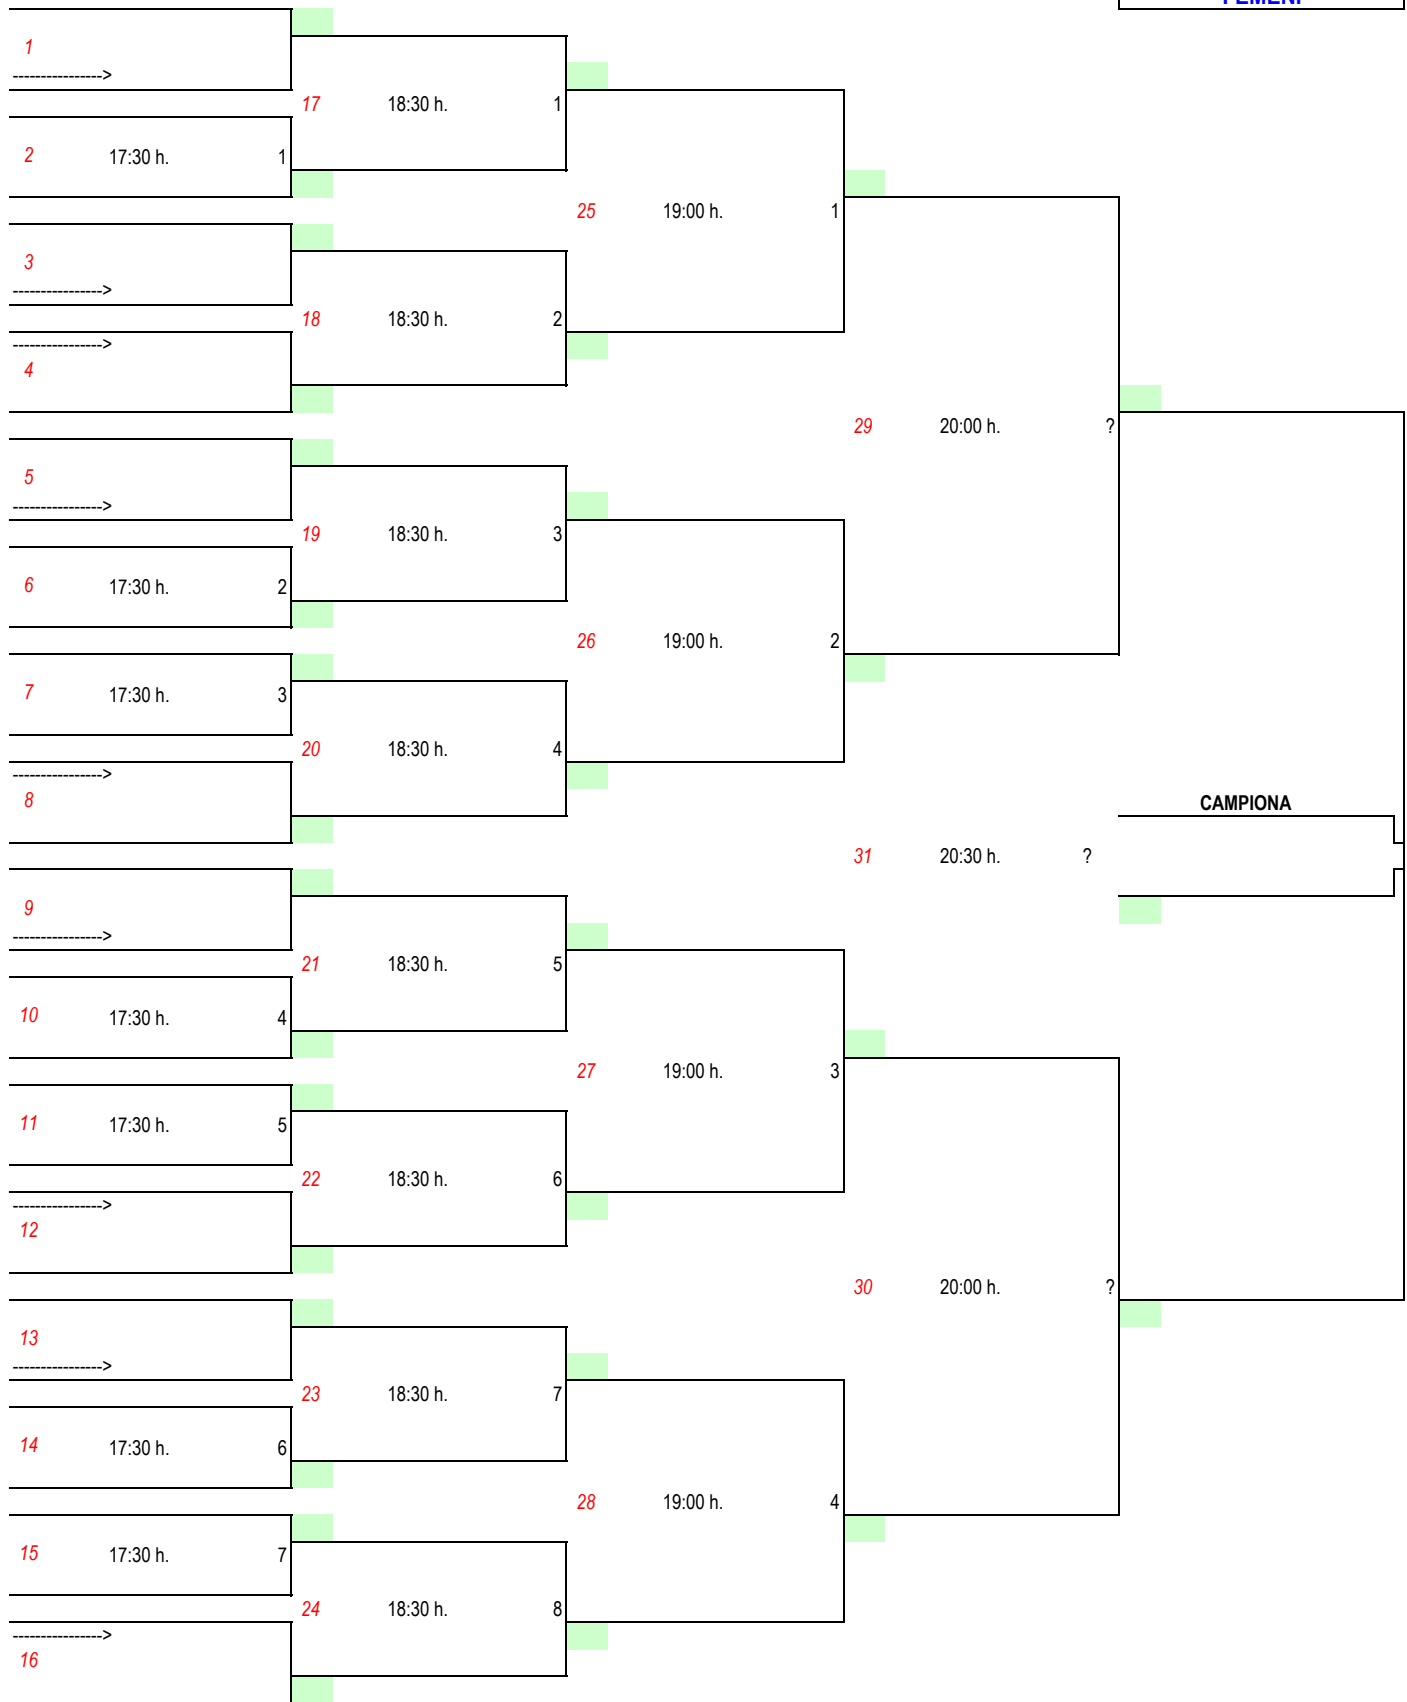 FEMENÍ
1
---------------->
17 18:30 h. 1
2 17:30 h. 1
25 19:00 h. 1
3
---------------->
18 18:30 h. 2
---------------->
4
29 20:00 h. ?
5
---------------->
19 18:30 h. 3
6 17:30 h. 2
26 19:00 h. 2
7 17:30 h. 3
20 18:30 h. 4
---------------->
8
CAMPIONA
31 20:30 h. ?
9
---------------->
21 18:30 h. 5
10 17:30 h. 4
27 19:00 h. 3
11 17:30 h. 5
22 18:30 h. 6
---------------->
12
30 20:00 h. ?
13
---------------->
23 18:30 h. 7
14 17:30 h. 6
28 19:00 h. 4
15 17:30 h. 7
24 18:30 h. 8
---------------->
16